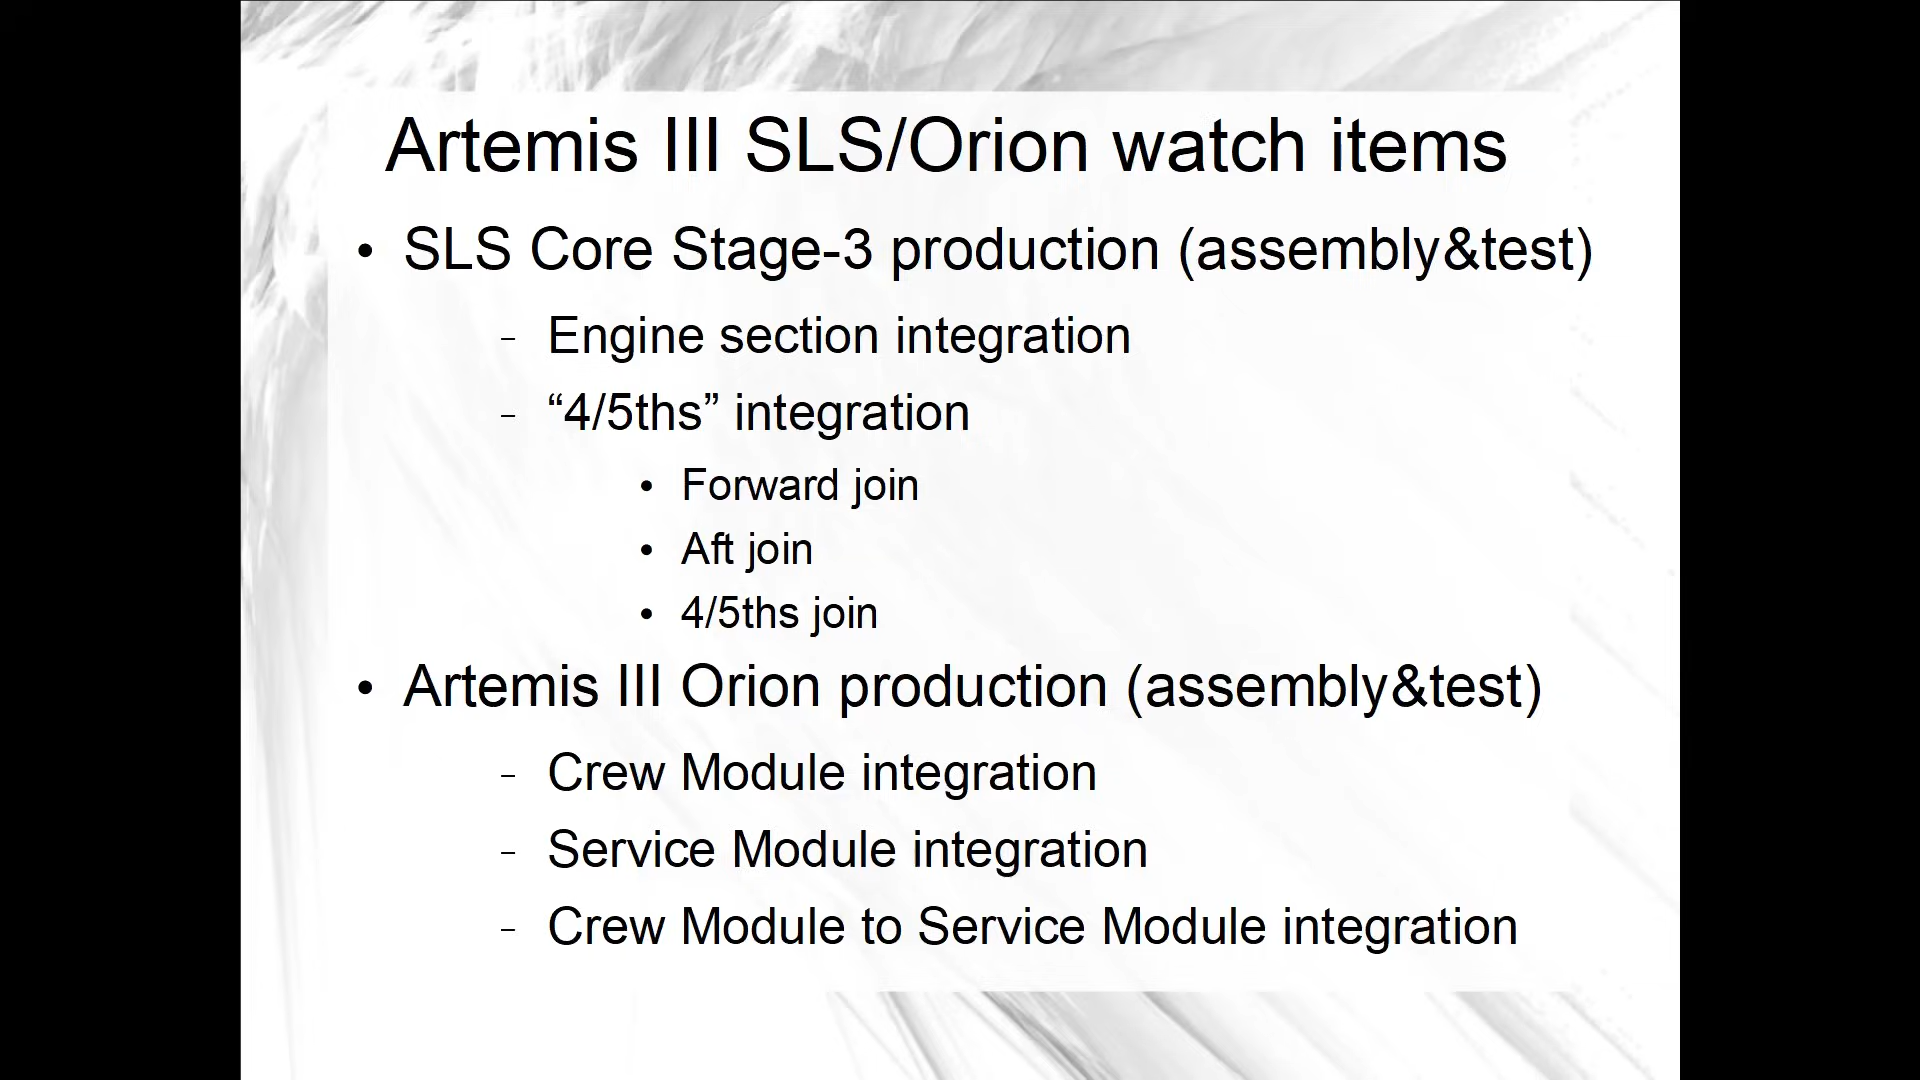 Artemis III SLS/Orion watch items
• SLS Core Stage-3 production (assembly&test)
– Engine section integration
– “4/5ths” integration
• Forward join
• Aft join
• 4/5ths join
• Artemis III Orion production (assembly&test)
– Crew Module integration
– Service Module integration
– Crew Module to Service Module integration